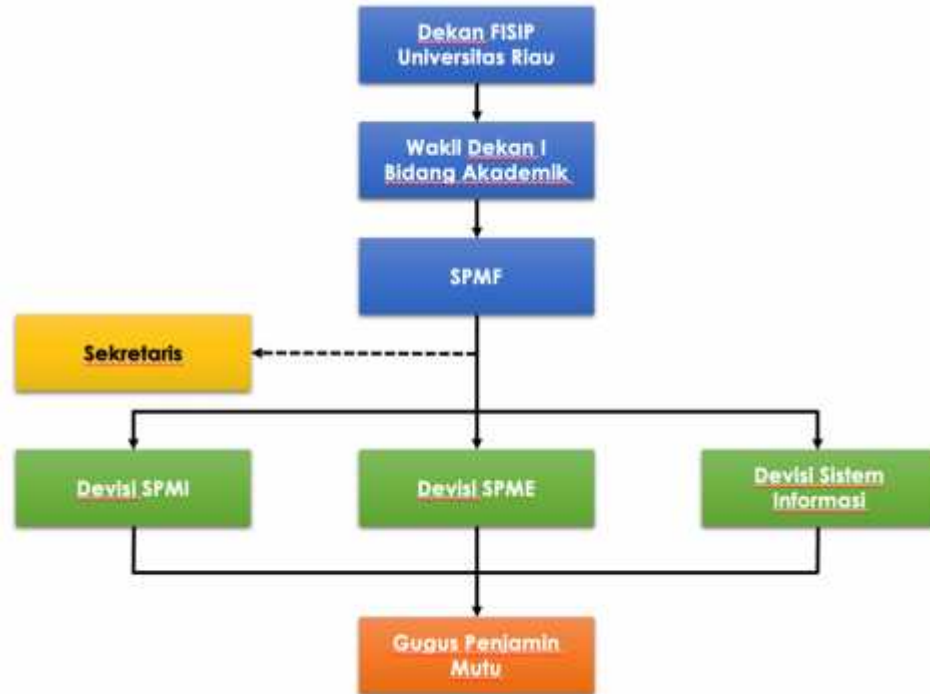 Dekan FISIP
Universitas Riau
Wakil Dekan I
Bidang Akademik
SPMF
Sekretaris
Devisi SPMI
Devisi SPME
Devisi Sistem
Informasi
Gugus Penjamin
Mutu